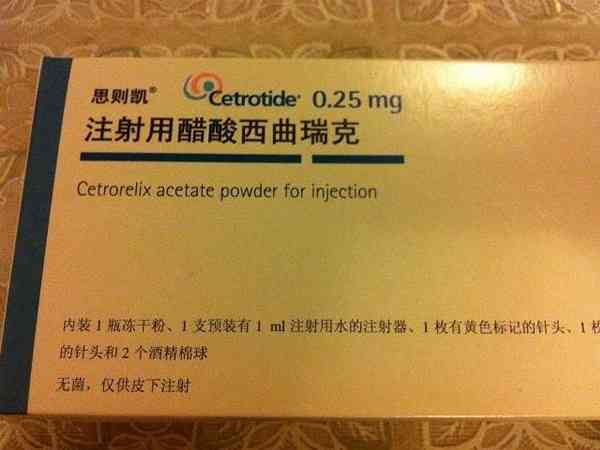 思则凯® Cetrotide® 0.25 mg
注射用醋酸西曲瑞克
Cetrorelix acetate powder for injection
内装1瓶冻干粉、1支预装有1 ml注射用水的注射器、1枚有黄色标记的针头、1枚
的针头和2个酒精棉球
无菌，仅供皮下注射